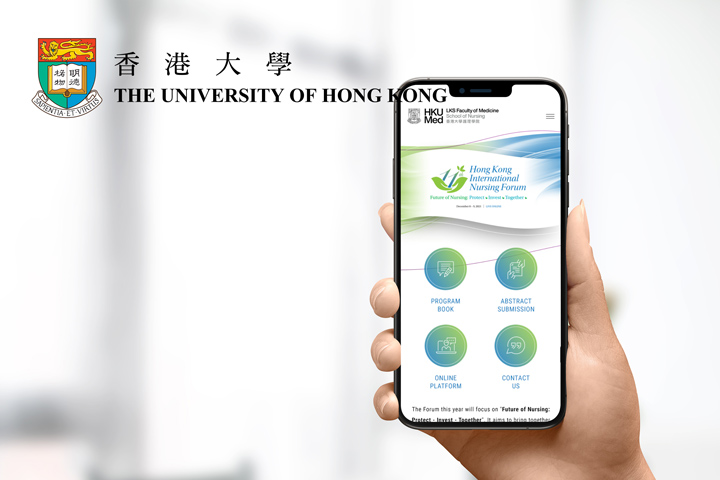 明德
格物
SAPIENTIA·ET·VIRTUS
香港大學
THE UNIVERSITY OF HONG KONG
HKU
Med
LKS Faculty of Medicine
School of Nursing
香港大學護理學院
11th
Hong Kong
International
Nursing Forum
Future of Nursing: Protect • Invest • Together •
PROGRAM
BOOK
ABSTRACT
SUBMISSION
ONLINE
PLATFORM
CONTACT
US
The Forum this year will focus on "Future of Nursing:
Protect - Invest - Together". It aims to bring together